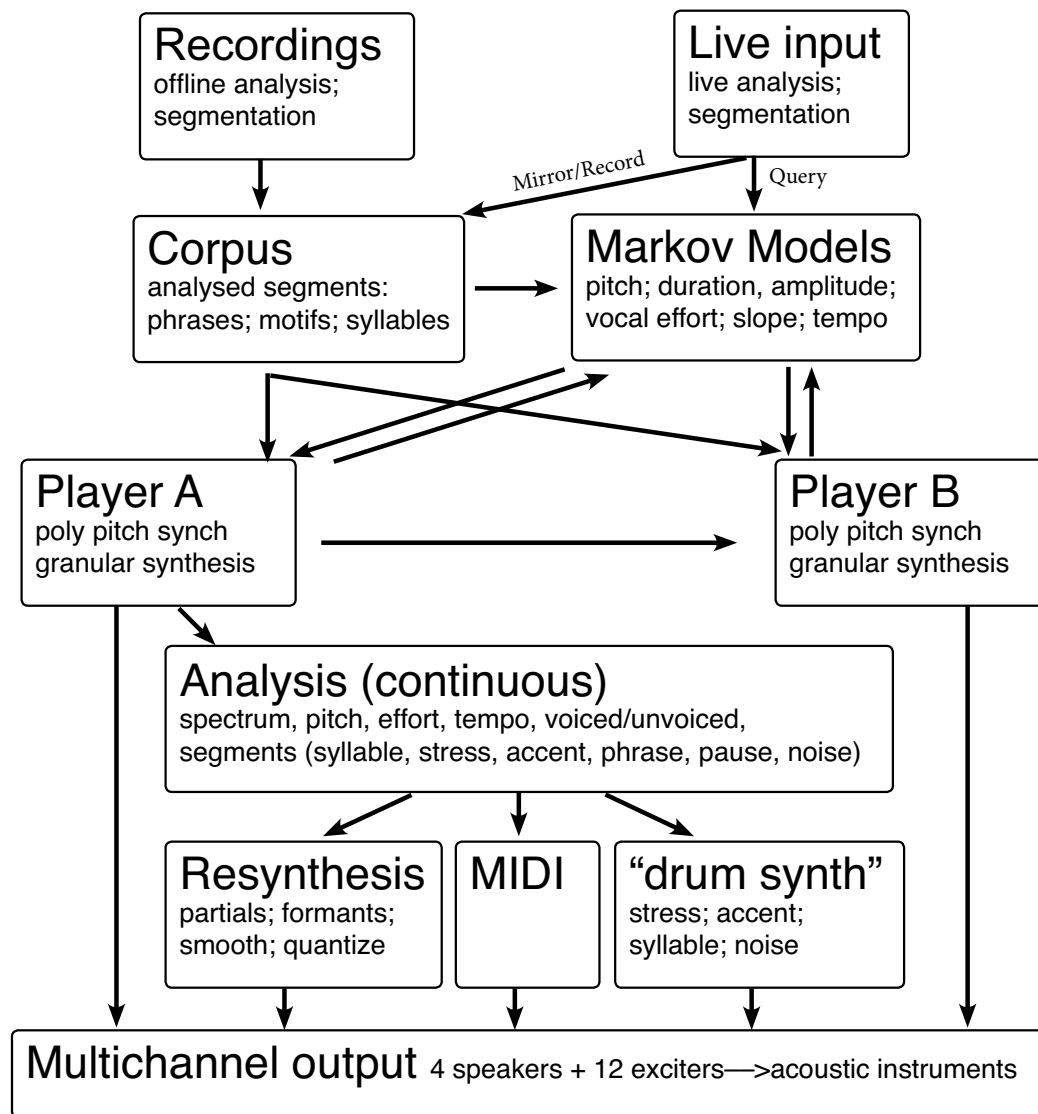 Recordings
offline analysis;
segmentation
Live input
live analysis;
segmentation
Mirror/Record
Query
Corpus
analysed segments:
phrases; motifs; syllables
Markov Models
pitch; duration, amplitude;
vocal effort; slope; tempo
Player A
poly pitch synch
granular synthesis
Player B
poly pitch synch
granular synthesis
Analysis (continuous)
spectrum, pitch, effort, tempo, voiced/unvoiced,
segments (syllable, stress, accent, phrase, pause, noise)
Resynthesis
partials; formants;
smooth; quantize
MIDI
“drum synth”
stress; accent;
syllable; noise
Multichannel output 4 speakers + 12 exciters—>acoustic instruments